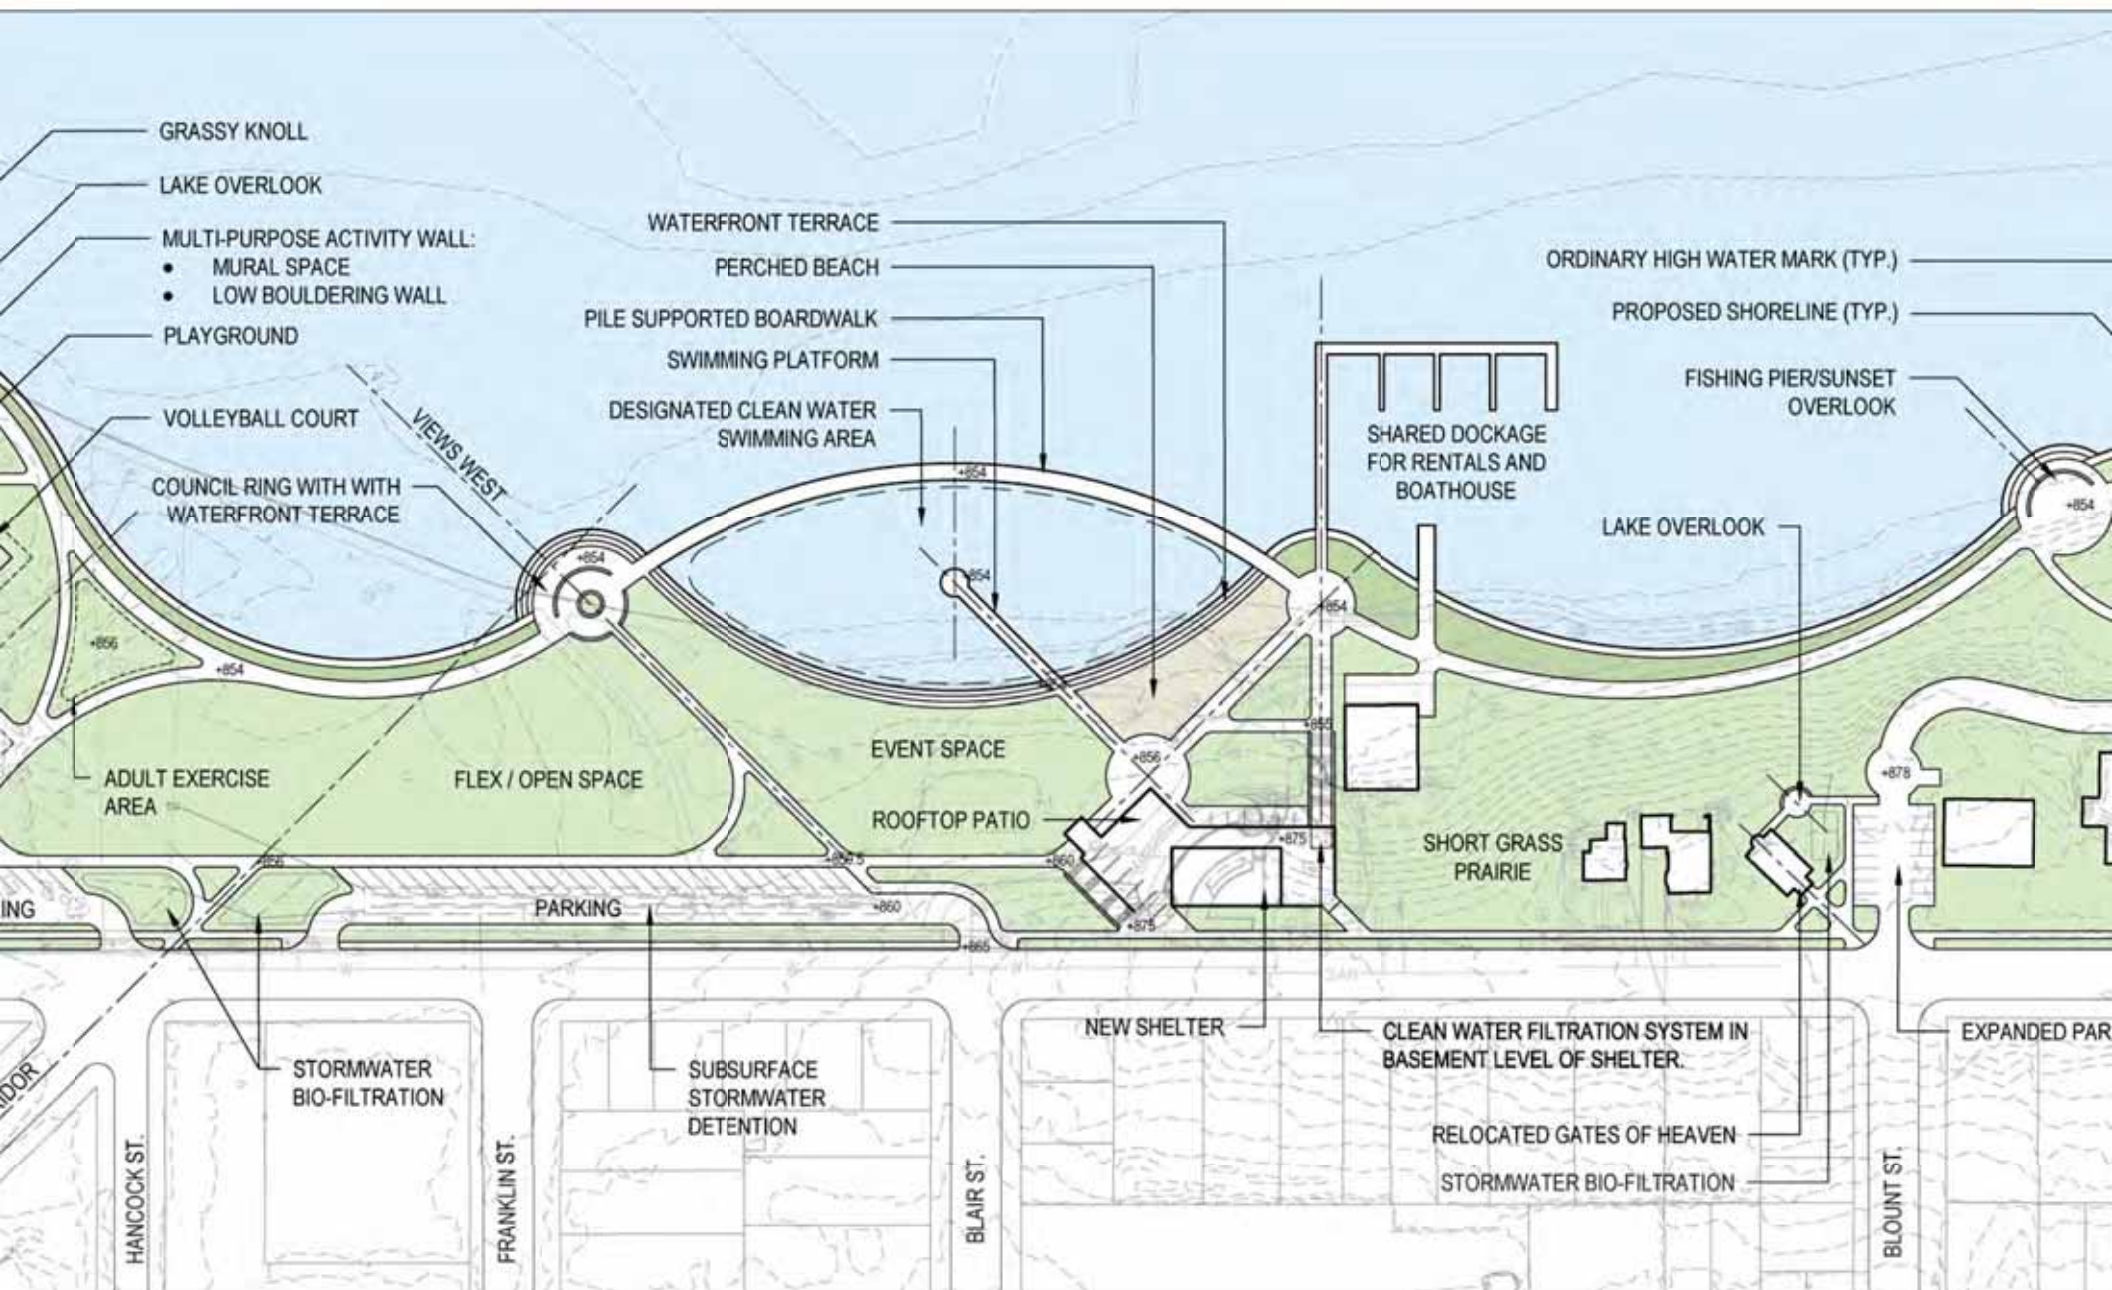 GRASSY KNOLL
LAKE OVERLOOK
MULTI-PURPOSE ACTIVITY WALL:
• MURAL SPACE
• LOW BOULDERING WALL
PLAYGROUND
VOLLEYBALL COURT
COUNCIL RING WITH WITH
WATERFRONT TERRACE
VIEWS WEST
WATERFRONT TERRACE
PERCHED BEACH
PILE SUPPORTED BOARDWALK
SWIMMING PLATFORM
DESIGNATED CLEAN WATER
SWIMMING AREA
SHARED DOCKAGE
FOR RENTALS AND
BOATHOUSE
ORDINARY HIGH WATER MARK (TYP.)
PROPOSED SHORELINE (TYP.)
FISHING PIER/SUNSET
OVERLOOK
LAKE OVERLOOK
+854
+854
+854
+854
+854
+856
+854
+855
+856
+878
ADULT EXERCISE
AREA
FLEX / OPEN SPACE
EVENT SPACE
ROOFTOP PATIO
SHORT GRASS
PRAIRIE
+856
+859.5
+860
+875
ING
PARKING
+860
+875
+865
NEW SHELTER
CLEAN WATER FILTRATION SYSTEM IN
BASEMENT LEVEL OF SHELTER.
EXPANDED PAR
STORMWATER
BIO-FILTRATION
SUBSURFACE
STORMWATER
DETENTION
RELOCATED GATES OF HEAVEN
STORMWATER BIO-FILTRATION
IDOR
HANCOCK ST.
FRANKLIN ST.
BLAIR ST.
BLOUNT ST.